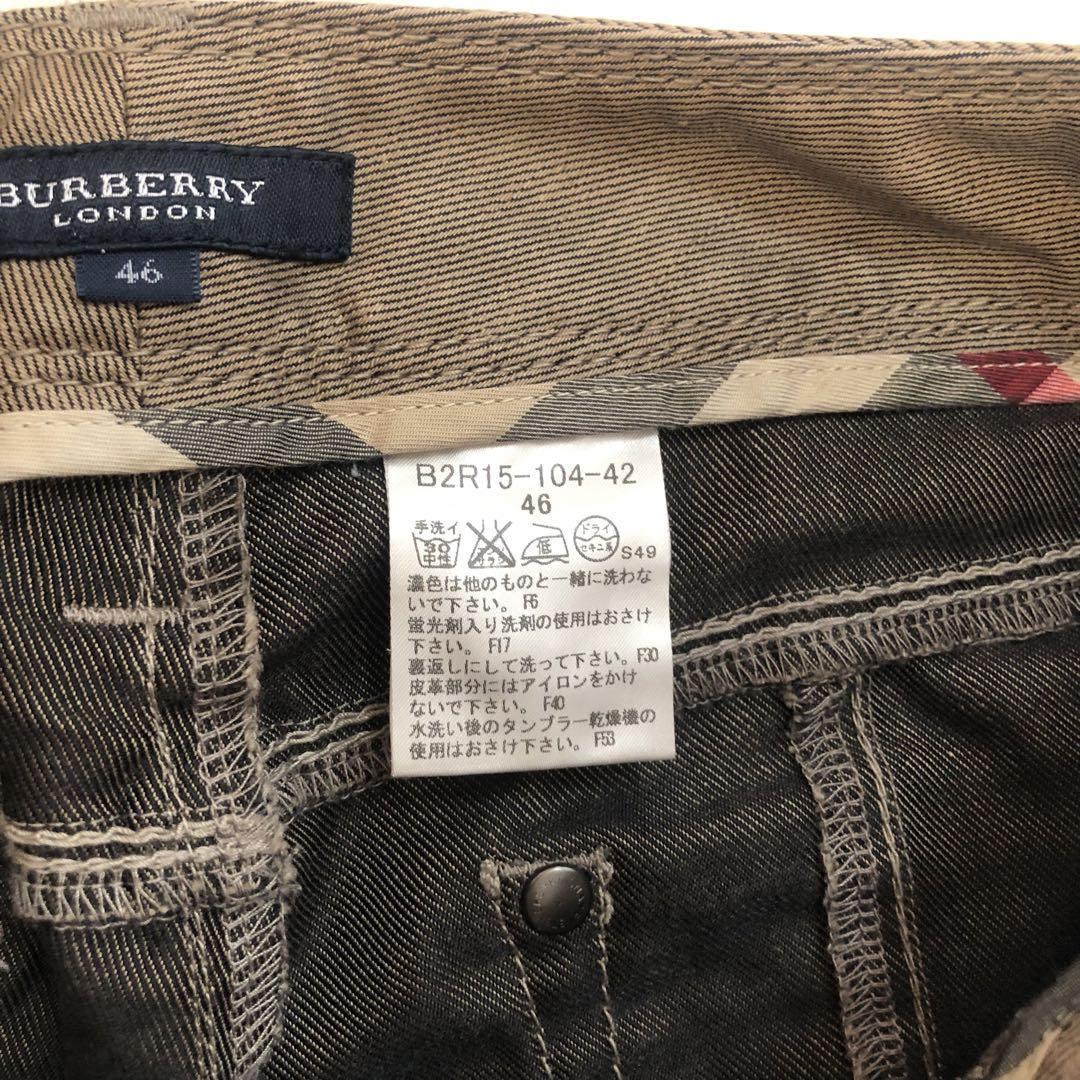 BURBERRY
LONDON
46
B2R15-104-42
46
手洗イ
30
中性
エンソ
サラシ
低
ドライ
セキユ系
S49
濃色は他のものと一緒に洗わな
いで下さい。F6
蛍光剤入り洗剤の使用はおさけ
下さい。F17
裏返しにして洗って下さい。F30
皮革部分にはアイロンをかけ
ないで下さい。F40
水洗い後のタンブラー乾燥機の
使用はおさけ下さい。F53